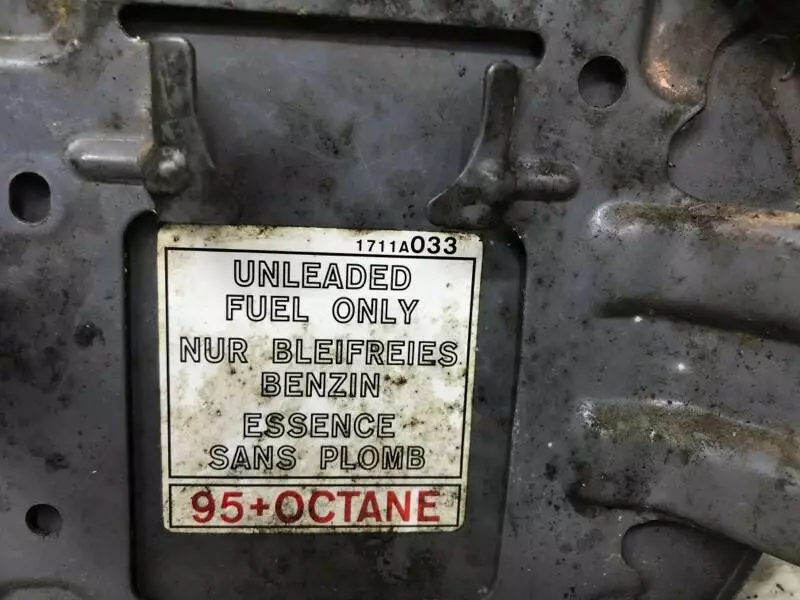 1711A033
UNLEADED
FUEL ONLY
NUR BLEIFREIES
BENZIN
ESSENCE
SANS PLOMB
95+OCTANE